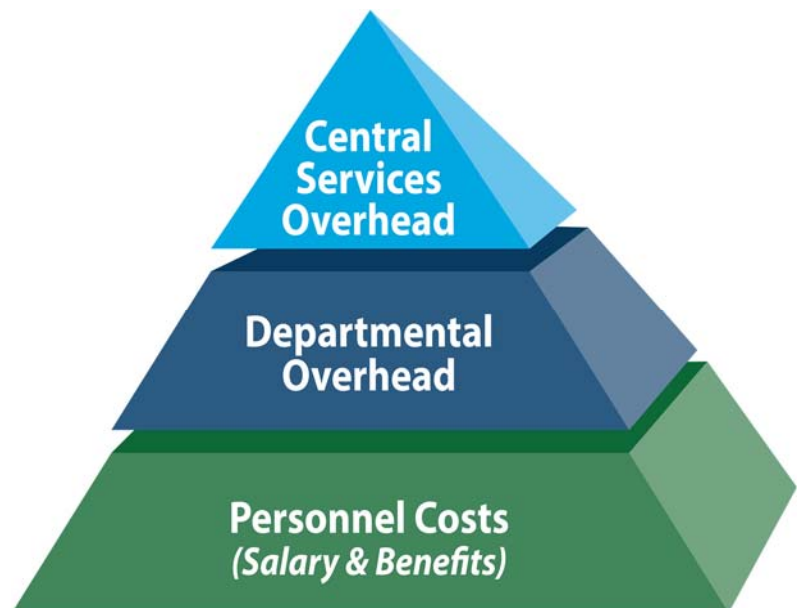 Central
Services
Overhead
Departmental
Overhead
Personnel Costs
(Salary & Benefits)